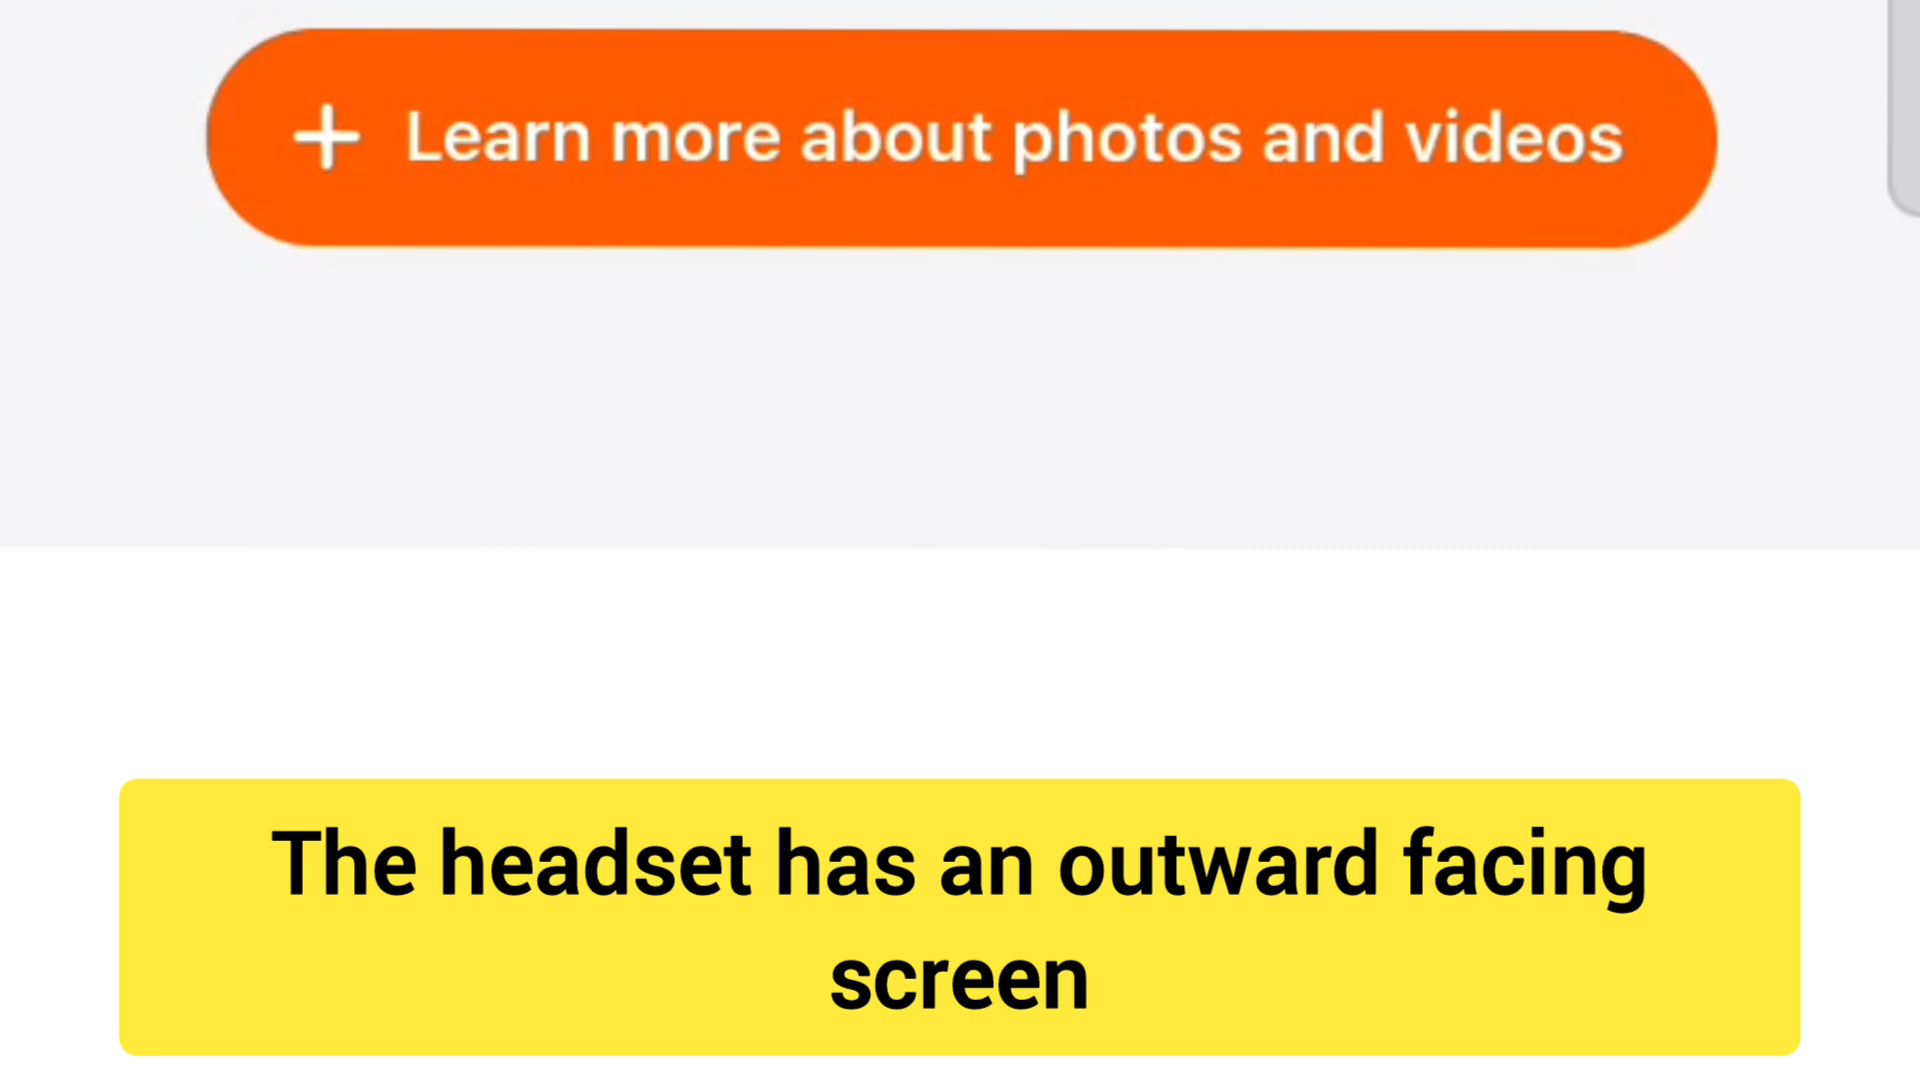 + Learn more about photos and videos
The headset has an outward facing
screen